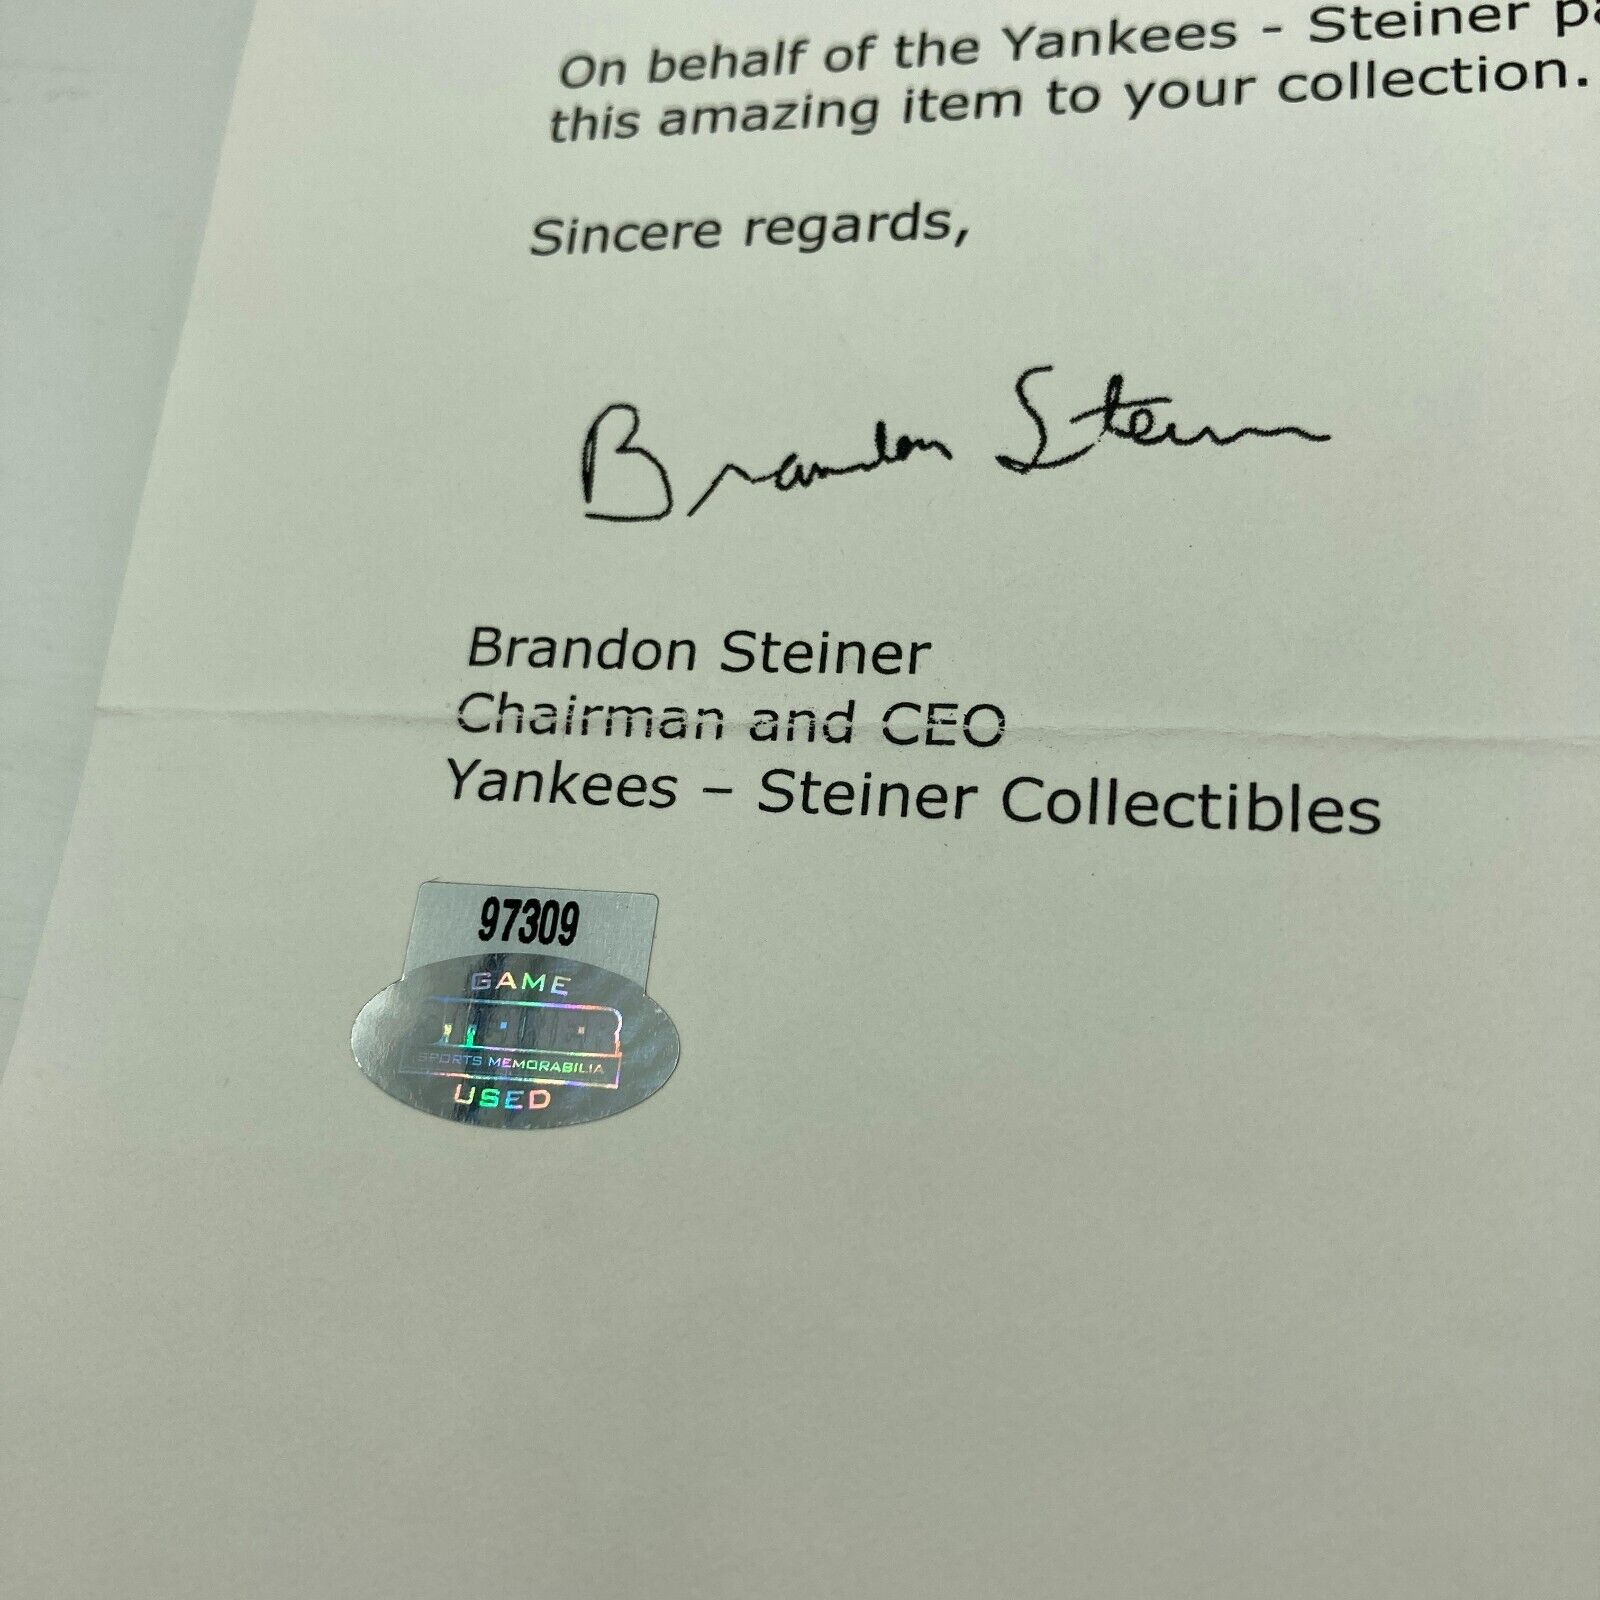 On behalf of the Yankees - Steiner
this amazing item to your collection.
Sincere regards,
Brandon Steiner
Brandon Steiner
Chairman and CEO
Yankees – Steiner Collectibles
97309
GAME
SPORTS MEMORABILIA
USED